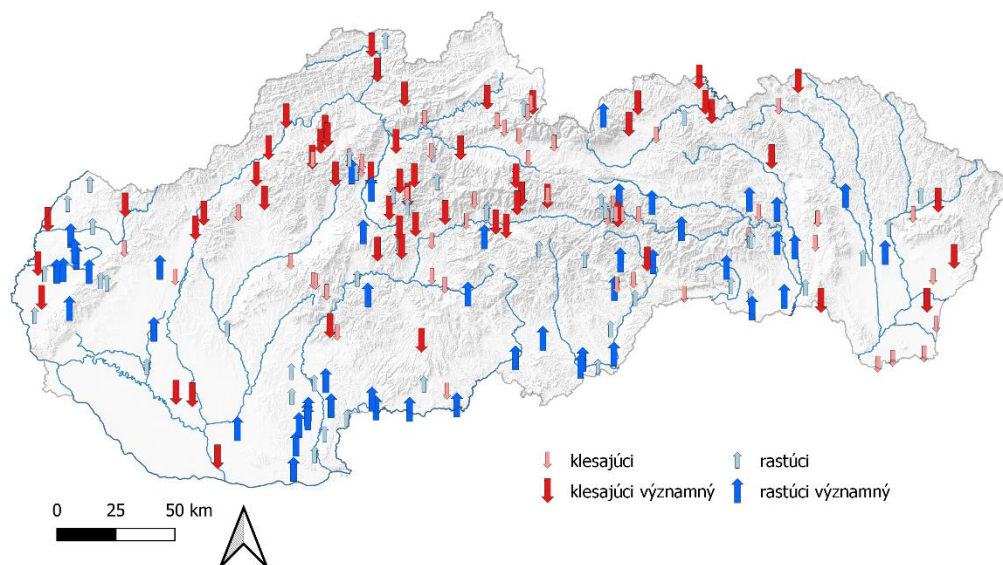 klesajúci
rastúci
klesajúci významný
rastúci významný
0 25 50 km